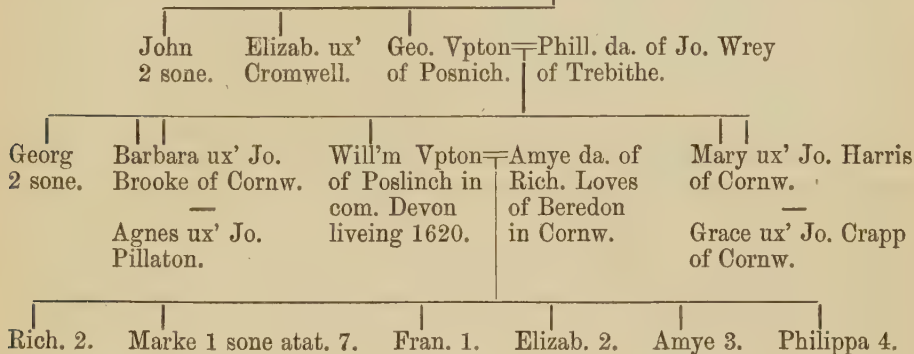 John
2 sone.
Elizab. ux'
Cromwell.
Geo. Vpton
of Posnich.
Phill. da. of Jo. Wrey
of Trebithe.
Georg
2 sone.
Barbara ux' Jo.
Brooke of Cornw.
—
Agnes ux' Jo.
Pillaton.
Will'm Vpton
of Poslinch in
com. Devon
liveing 1620.
Amye da. of
Rich. Loves
of Beredon
in Cornw.
Mary ux' Jo. Harris
of Cornw.
—
Grace ux' Jo. Crapp
of Cornw.
Rich. 2. Marke 1 sone atat. 7. Fran. 1. Elizab. 2. Amye 3. Philippa 4.